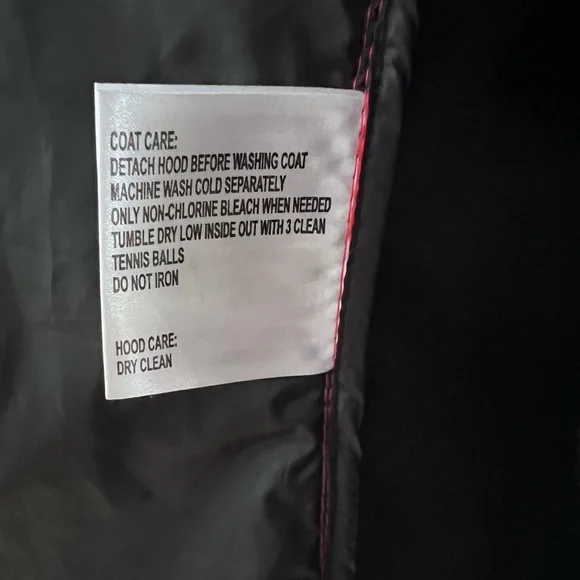 COAT CARE:
DETACH HOOD BEFORE WASHING COAT
MACHINE WASH COLD SEPARATELY
ONLY NON-CHLORINE BLEACH WHEN NEEDED
TUMBLE DRY LOW INSIDE OUT WITH 3 CLEAN
TENNIS BALLS
DO NOT IRON
HOOD CARE:
DRY CLEAN